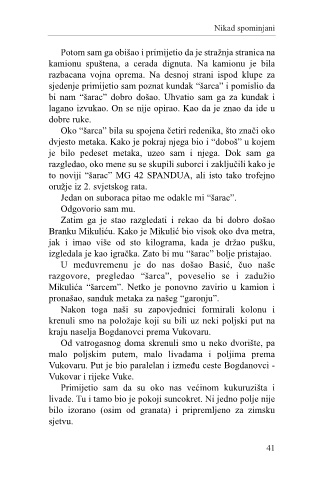 Nikad spominjani
Potom sam ga obišao i primijetio da je stražnja stranica na
kamionu spuštena, a cerada dignuta. Na kamionu je bila
razbacana vojna oprema. Na desnoj strani ispod klupe za
sjedenje primijetio sam poznat kundak “šarca” i pomislio da
bi nam “šarac” dobro došao. Uhvatio sam ga za kundak i
lagano izvukao. On se nije opirao. Kao da je znao da ide u
dobre ruke.
Oko “šarca” bila su spojena četiri redenika, što znači oko
dvjesto metaka. Kako je pokraj njega bio i “doboš” u kojem
je bilo pedeset metaka, uzeo sam i njega. Dok sam ga
razgledao, oko mene su se skupili suborci i zaključili kako je
to noviji “šarac” MG 42 SPANDUA, ali isto tako trofejno
oružje iz 2. svjetskog rata.
Jedan on suboraca pitao me odakle mi “šarac”.
Odgovorio sam mu.
Zatim ga je stao razgledati i rekao da bi dobro došao
Branku Mikuliću. Kako je Mikulić bio visok oko dva metra,
jak i imao više od sto kilograma, kada je držao pušku,
izgledala je kao igračka. Zato bi mu “šarac” bolje pristajao.
U međuvremenu je do nas došao Basić, čuo naše
razgovore, pregledao “šarca”, poveselio se i zadužio
Mikulića “šarcem”. Netko je ponovno zavirio u kamion i
pronašao, sanduk metaka za našeg “garonju”.
Nakon toga naši su zapovjednici formirali kolonu i
krenuli smo na položaje koji su bili uz neki poljski put na
kraju naselja Bogdanovci prema Vukovaru.
Od vatrogasnog doma skrenuli smo u neko dvorište, pa
malo poljskim putem, malo livadama i poljima prema
Vukovaru. Put je bio paralelan i između ceste Bogdanovci -
Vukovar i rijeke Vuke.
Primijetio sam da su oko nas većinom kukuruzišta i
livade. Tu i tamo bio je pokoji suncokret. Ni jedno polje nije
bilo izorano (osim od granata) i pripremljeno za zimsku
sjetvu.
41